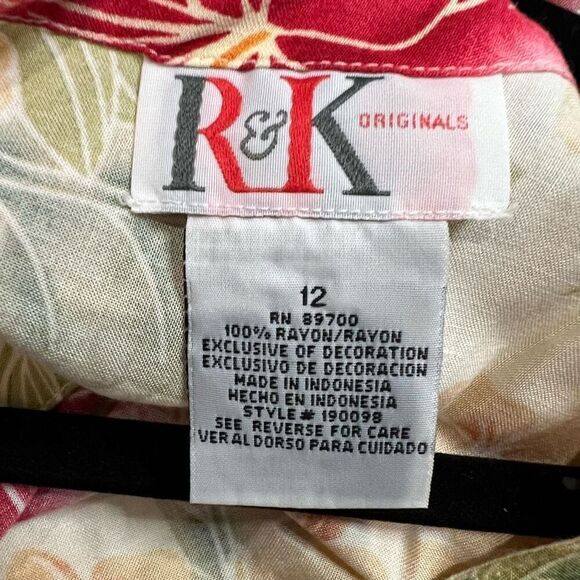 R&K ORIGINALS
12
RN 89700
100% RAYON/RAYON
EXCLUSIVE OF DECORATION
EXCLUSIVO DE DECORACION
MADE IN INDONESIA
HECHO EN INDONESIA
STYLE# 190098
SEE REVERSE FOR CARE
VER AL DORSO PARA CUIDADO